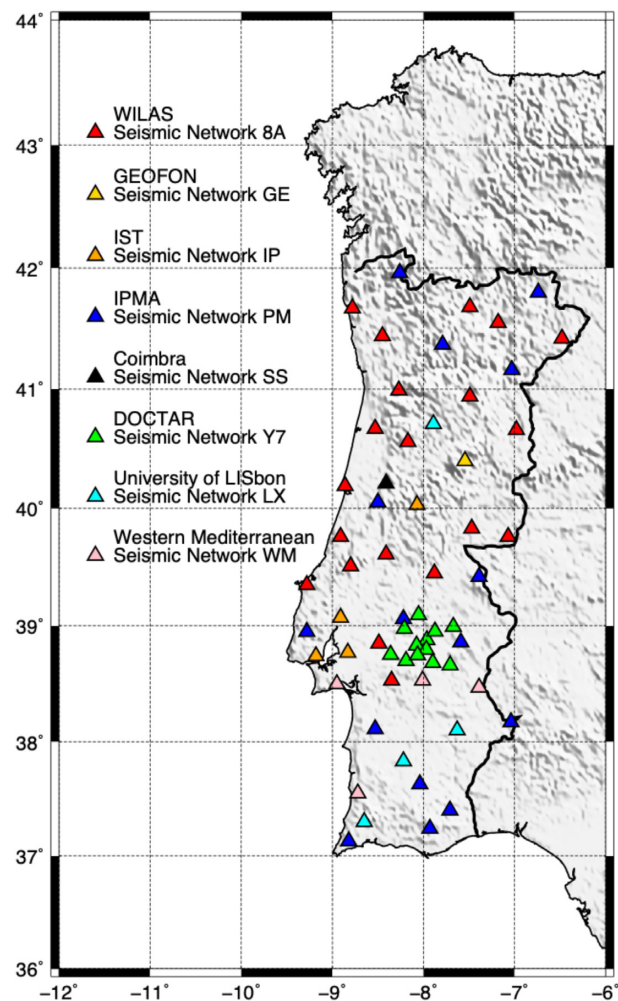 44˚
43˚
42˚
41˚
40˚
39˚
38˚
37˚
36˚
WILAS
Seismic Network 8A
GEOFON
Seismic Network GE
IST
Seismic Network IP
IPMA
Seismic Network PM
Coimbra
Seismic Network SS
DOCTAR
Seismic Network Y7
University of LISbon
Seismic Network LX
Western Mediterranean
Seismic Network WM
−12˚ −11˚ −10˚ −9˚ −8˚ −7˚ −6˚